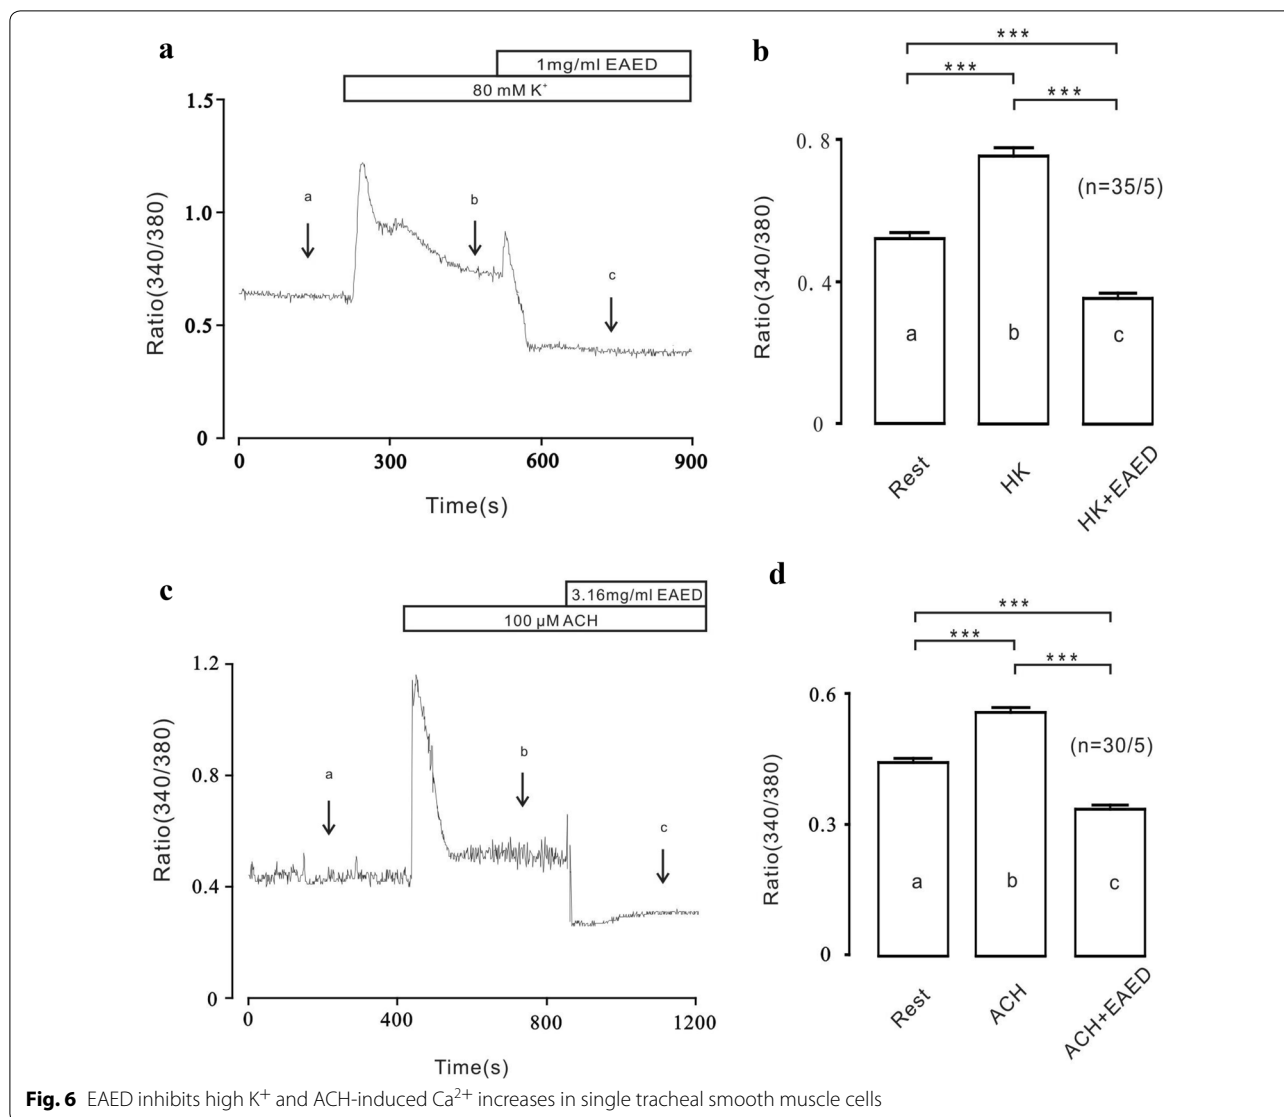 a
1mg/ml EAED
80 mM K⁺
1.5
1.0
0.5
0
a
b
c
Ratio(340/380)
0 300 600 900
Time(s)
b
***
*** ***
0.8
0.4
0
Ratio(340/380)
(n=35/5)
a b c
Rest HK HK+EAED
c
3.16mg/ml EAED
100 µM ACH
1.2
0.8
0.4
0
a
b
c
Ratio(340/380)
0 400 800 1200
Time(s)
d
***
***
***
0.6
0.3
0
Ratio(340/380)
(n=30/5)
a b c
Rest ACH ACH+EAED
Fig. 6 EAED inhibits high K⁺ and ACH-induced Ca²⁺ increases in single tracheal smooth muscle cells